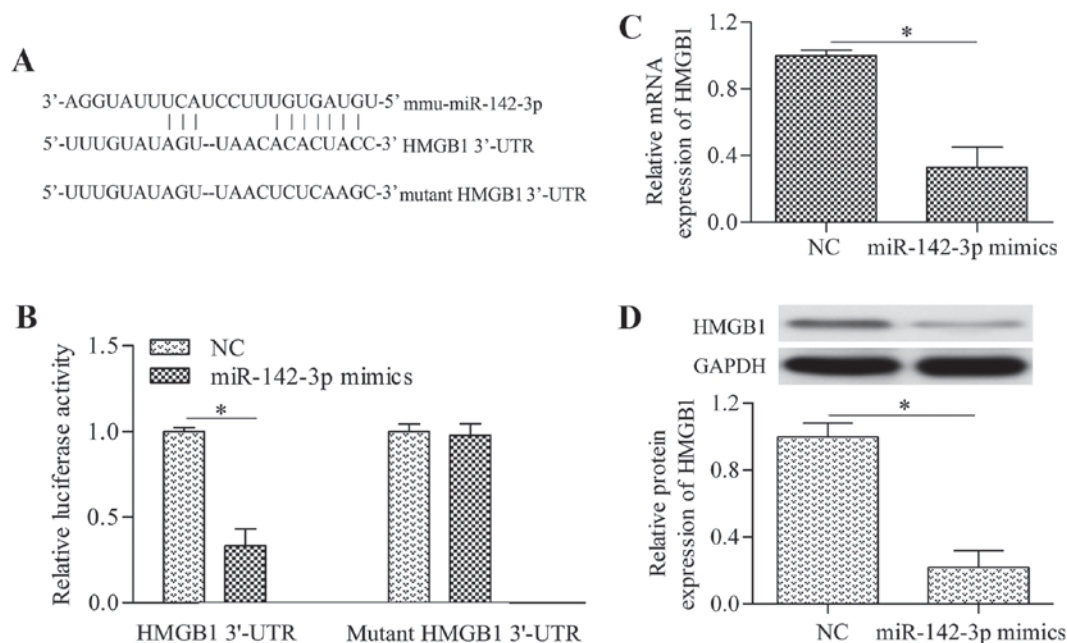 A
3'-AGGUAUUUCAUCCUUUGUGAUGU-5' mmu-miR-142-3p
5'-UUUGUAUAGU--UAACACACUACC-3' HMGB1 3'-UTR
5'-UUUGUAUAGU--UAACUCUCAAGC-3' mutant HMGB1 3'-UTR
B
Relative luciferase activity
1.5
1.0
0.5
0.0
NC
miR-142-3p mimics
*
HMGB1 3'-UTR
Mutant HMGB1 3'-UTR
C
Relative mRNA
expression of HMGB1
1.2
0.8
0.4
0.0
*
NC
miR-142-3p mimics
D
HMGB1
GAPDH
Relative protein
expression of HMGB1
1.2
0.8
0.4
0.0
*
NC
miR-142-3p mimics